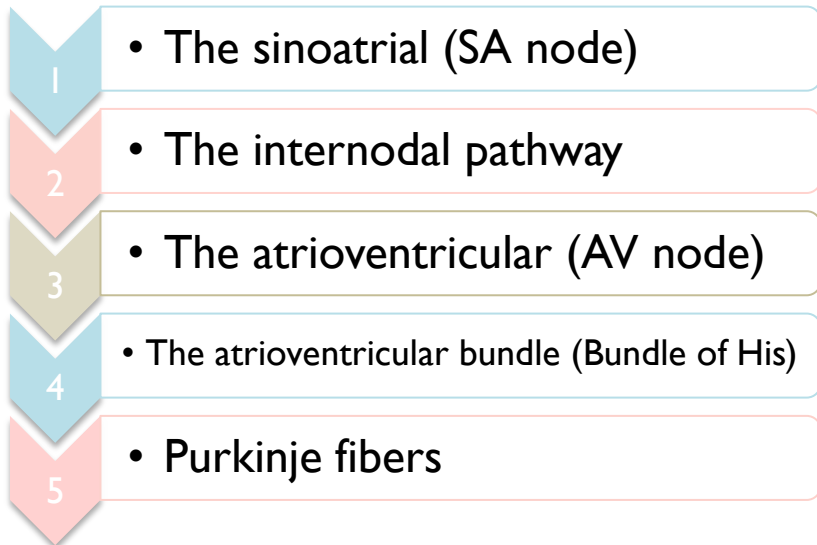 1
• The sinoatrial (SA node)
2
• The internodal pathway
3
• The atrioventricular (AV node)
4
• The atrioventricular bundle (Bundle of His)
5
• Purkinje fibers